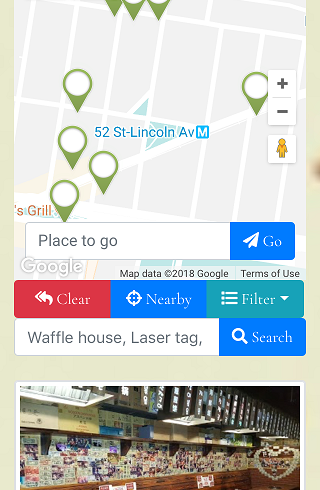 52 St-Lincoln Av M
's Grill
Place to go
Go
Google
Map data ©2018 Google
Terms of Use
Clear
Nearby
Filter
Waffle house, Laser tag,
Search